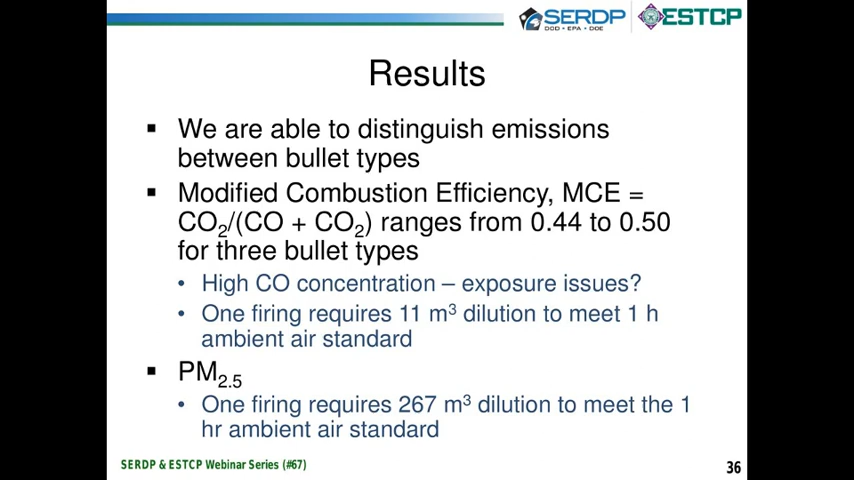 SERDP
DOD • EPA • DOE
ESTCP
Results
▪ We are able to distinguish emissions
between bullet types
▪ Modified Combustion Efficiency, MCE =
CO₂/(CO + CO₂) ranges from 0.44 to 0.50
for three bullet types
• High CO concentration – exposure issues?
• One firing requires 11 m³ dilution to meet 1 h
ambient air standard
▪ PM₂.₅
• One firing requires 267 m³ dilution to meet the 1
hr ambient air standard
SERDP & ESTCP Webinar Series (#67)
36